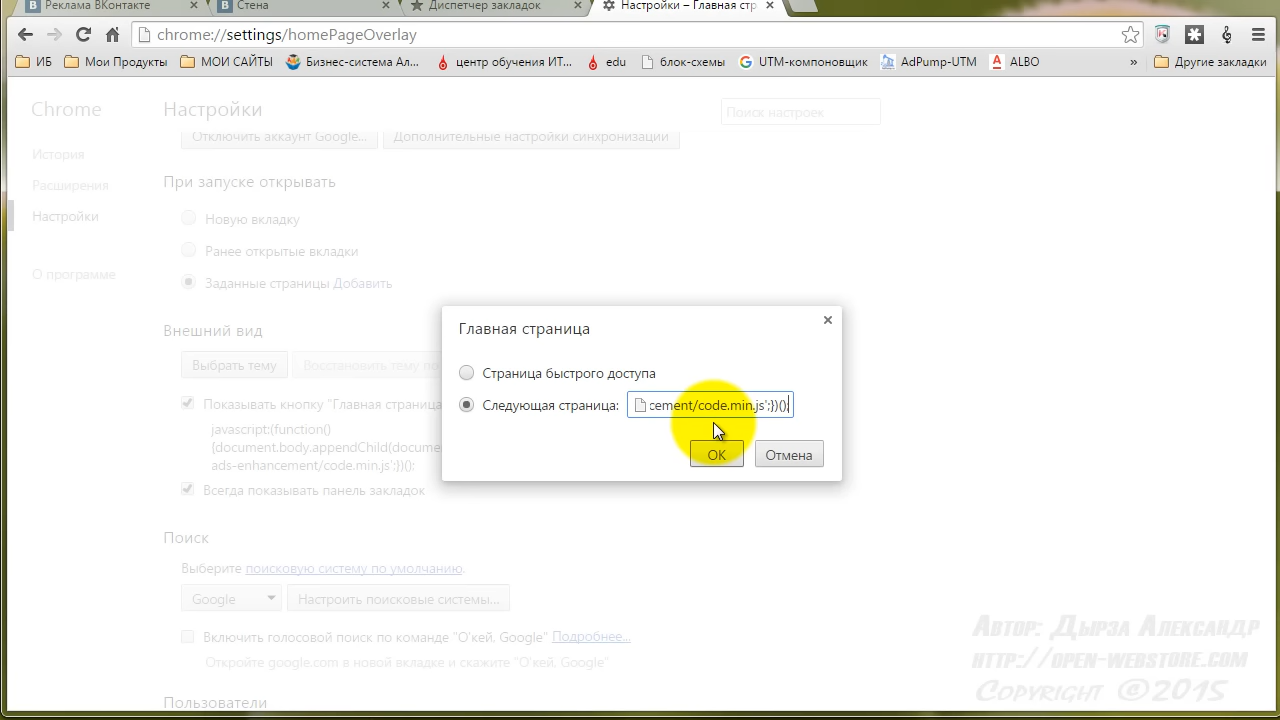 Реклама ВКонтакте
Стена
Диспетчер закладок
Настройки – Главная стр
chrome://settings/homePageOverlay
ИБ
Мои Продукты
МОИ САЙТЫ
Бизнес-система Ал...
центр обучения ИТ...
edu
блок-схемы
UTM-компоновщик
AdPump-UTM
ALBO
»
Другие закладки
Chrome
История
Расширения
Настройки
О программе
Настройки
Поиск настроек
Отключить аккаунт Google...
Дополнительные настройки синхронизации
При запуске открывать
Новую вкладку
Ранее открытые вкладки
Заданные страницы Добавить
Внешний вид
Выбрать тему
Восстановить тему по
Показывать кнопку "Главная страница
javascript:(function()
{document.body.appendChild(docume
ads-enhancement/code.min.js';})();
Всегда показывать панель закладок
Главная страница
Страница быстрого доступа
Следующая страница:
cement/code.min.js';})();
ОК
Отмена
Поиск
Выберите поисковую систему по умолчанию.
Google
Настроить поисковые системы...
Включить голосовой поиск по команде "О'кей, Google" Подробнее...
Откройте google.com в новой вкладке и скажите "О'кей, Google"
Пользователи
Автор: Дырза Александр
http://open-webstore.com
Copyright ©2015